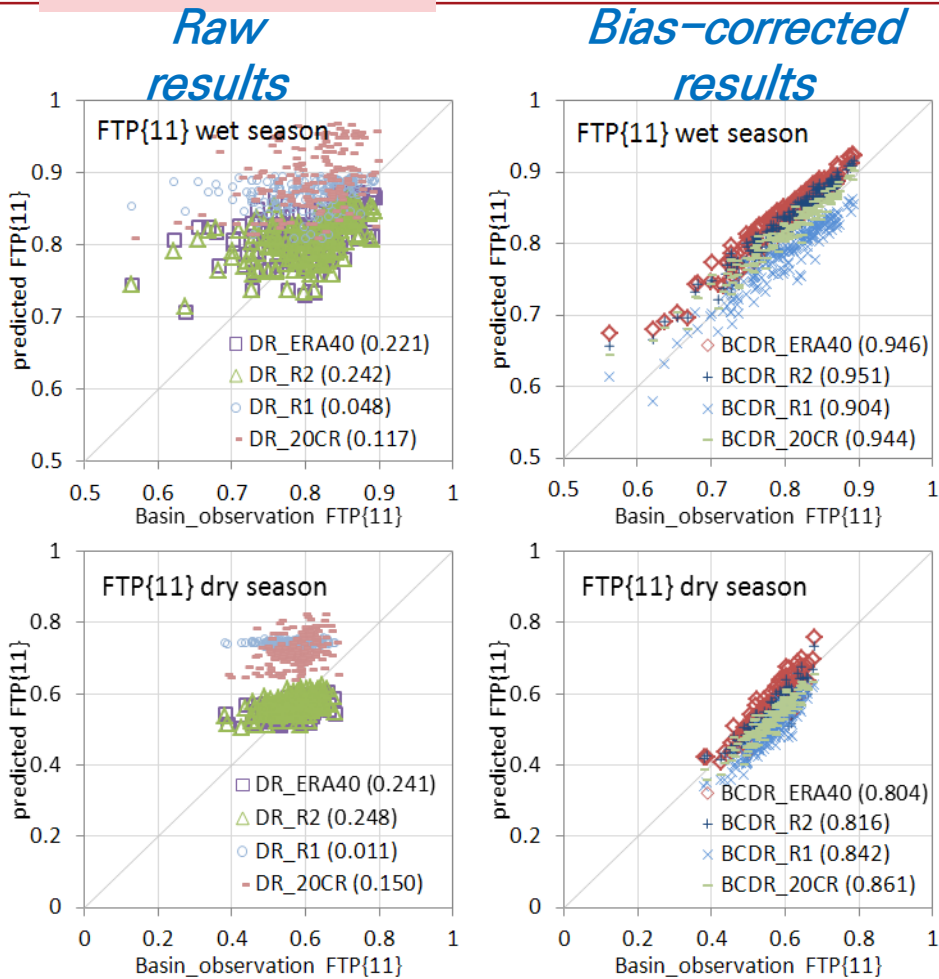 Raw
results
Bias-corrected
results
1
FTP{11} wet season
0.9
0.8
0.7
0.6
0.5
predicted FTP{11}
DR_ERA40 (0.221)
DR_R2 (0.242)
DR_R1 (0.048)
DR_20CR (0.117)
0.5 0.6 0.7 0.8 0.9 1
Basin_observation FTP{11}
1
FTP{11} wet season
0.9
0.8
0.7
0.6
0.5
predicted FTP{11}
BCDR_ERA40 (0.946)
BCDR_R2 (0.951)
BCDR_R1 (0.904)
BCDR_20CR (0.944)
0.5 0.6 0.7 0.8 0.9 1
Basin_observation FTP{11}
1
FTP{11} dry season
0.8
0.6
0.4
0.2
0
predicted FTP{11}
DR_ERA40 (0.241)
DR_R2 (0.248)
DR_R1 (0.011)
DR_20CR (0.150)
0 0.2 0.4 0.6 0.8 1
Basin_observation FTP{11}
1
FTP{11} dry season
0.8
0.6
0.4
0.2
0
predicted FTP{11}
BCDR_ERA40 (0.804)
BCDR_R2 (0.816)
BCDR_R1 (0.842)
BCDR_20CR (0.861)
0 0.2 0.4 0.6 0.8 1
Basin_observation FTP{11}